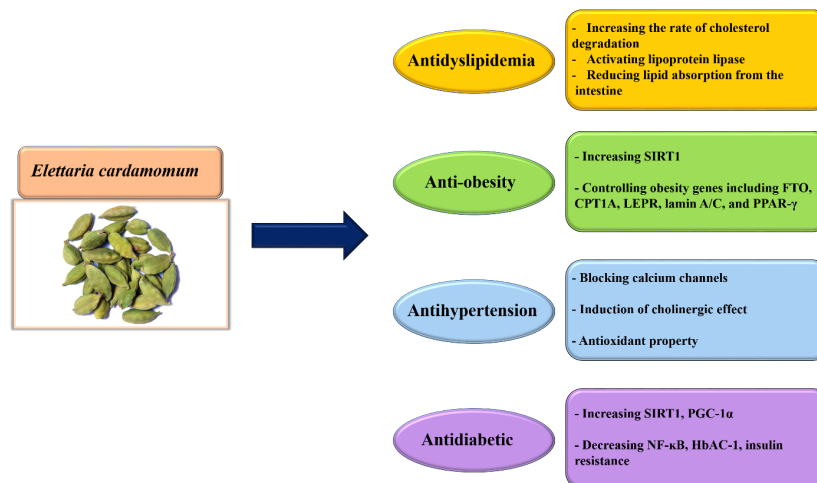 Elettaria cardamomum
Antidyslipidemia
- Increasing the rate of cholesterol
degradation
- Activating lipoprotein lipase
- Reducing lipid absorption from the
intestine
Anti-obesity
- Increasing SIRT1
- Controlling obesity genes including FTO,
CPT1A, LEPR, lamin A/C, and PPAR-γ
Antihypertension
- Blocking calcium channels
- Induction of cholinergic effect
- Antioxidant property
Antidiabetic
- Increasing SIRT1, PGC-1α
- Decreasing NF-κB, HbAC-1, insulin
resistance